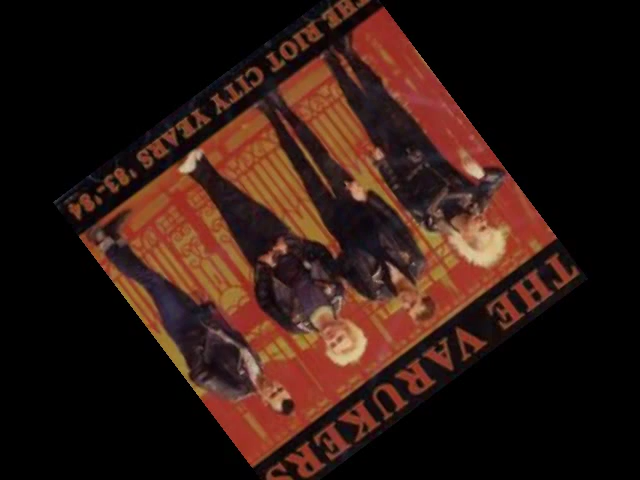 THE VARUKERS
THE RIOT CITY YEARS '83-'84